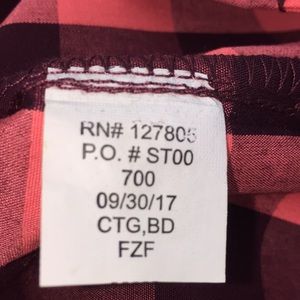 RN# 127805
P.O. # ST00
700
09/30/17
CTG,BD
FZF